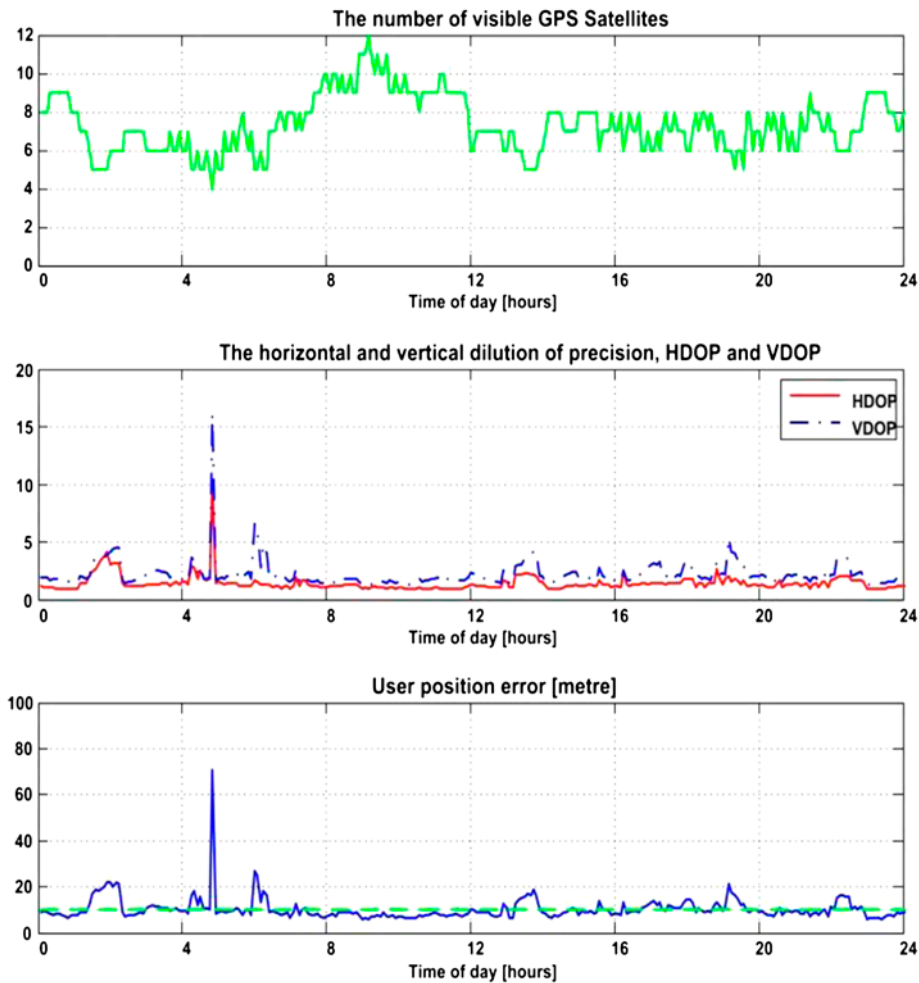 The number of visible GPS Satellites
12
10
8
6
4
2
0
0 4 8 12 16 20 24
Time of day [hours]
The horizontal and vertical dilution of precision, HDOP and VDOP
20
15
10
5
0
HDOP
VDOP
0 4 8 12 16 20 24
Time of day [hours]
User position error [metre]
100
80
60
40
20
0
0 4 8 12 16 20 24
Time of day [hours]